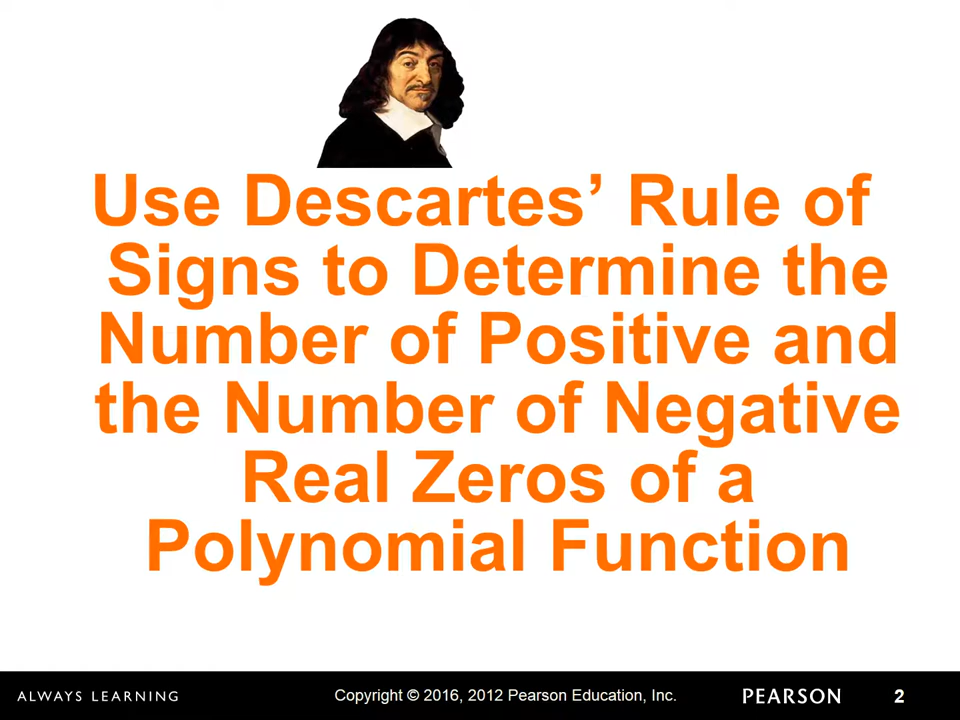 Use Descartes’ Rule of
Signs to Determine the
Number of Positive and
the Number of Negative
Real Zeros of a
Polynomial Function
ALWAYS LEARNING
Copyright © 2016, 2012 Pearson Education, Inc.
PEARSON
2